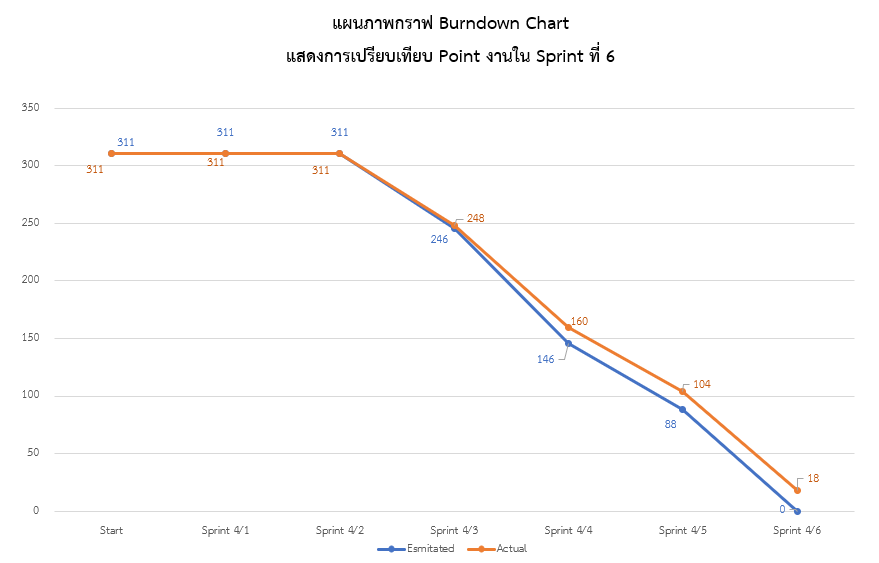 แผนภาพกราฟ Burndown Chart
แสดงการเปรียบเทียบ Point งานใน Sprint ที่ 6
350
300
250
200
150
100
50
0
311
311
311
311
311
311
248
246
160
146
104
88
18
0
Start
Sprint 4/1
Sprint 4/2
Sprint 4/3
Sprint 4/4
Sprint 4/5
Sprint 4/6
Esmitated
Actual